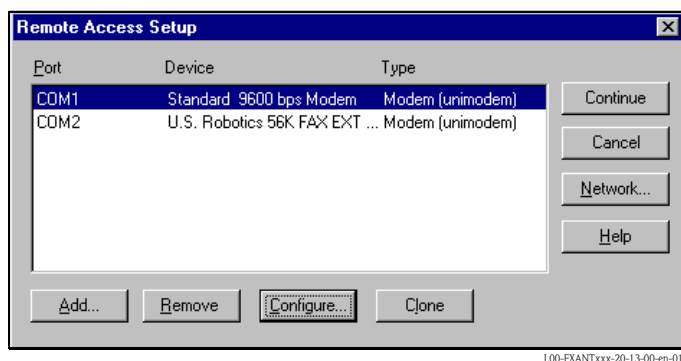 Remote Access Setup
Port Device Type
COM1 Standard 9600 bps Modem Modem (unimodem)
COM2 U.S. Robotics 56K FAX EXT ... Modem (unimodem)
Continue
Cancel
Network...
Help
Add... Remove Configure... Clone
L00-FXANTxxx-20-13-00-en-01